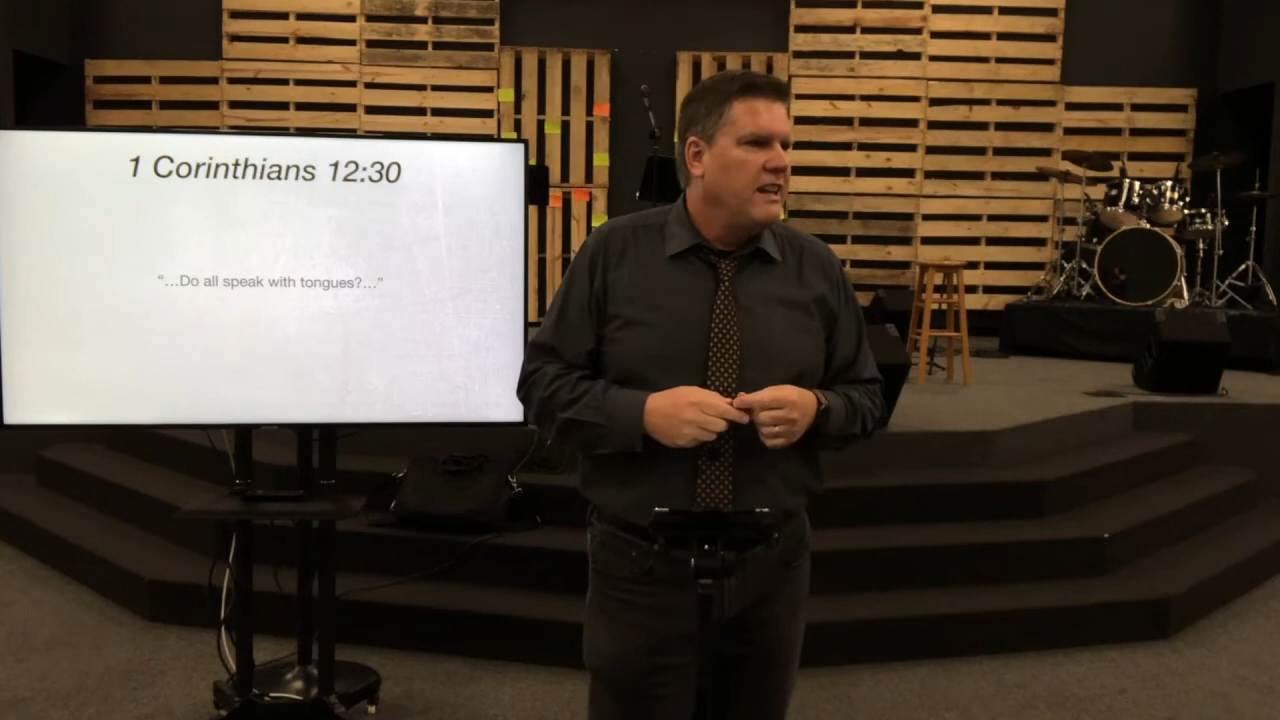 1 Corinthians 12:30
“...Do all speak with tongues?...”